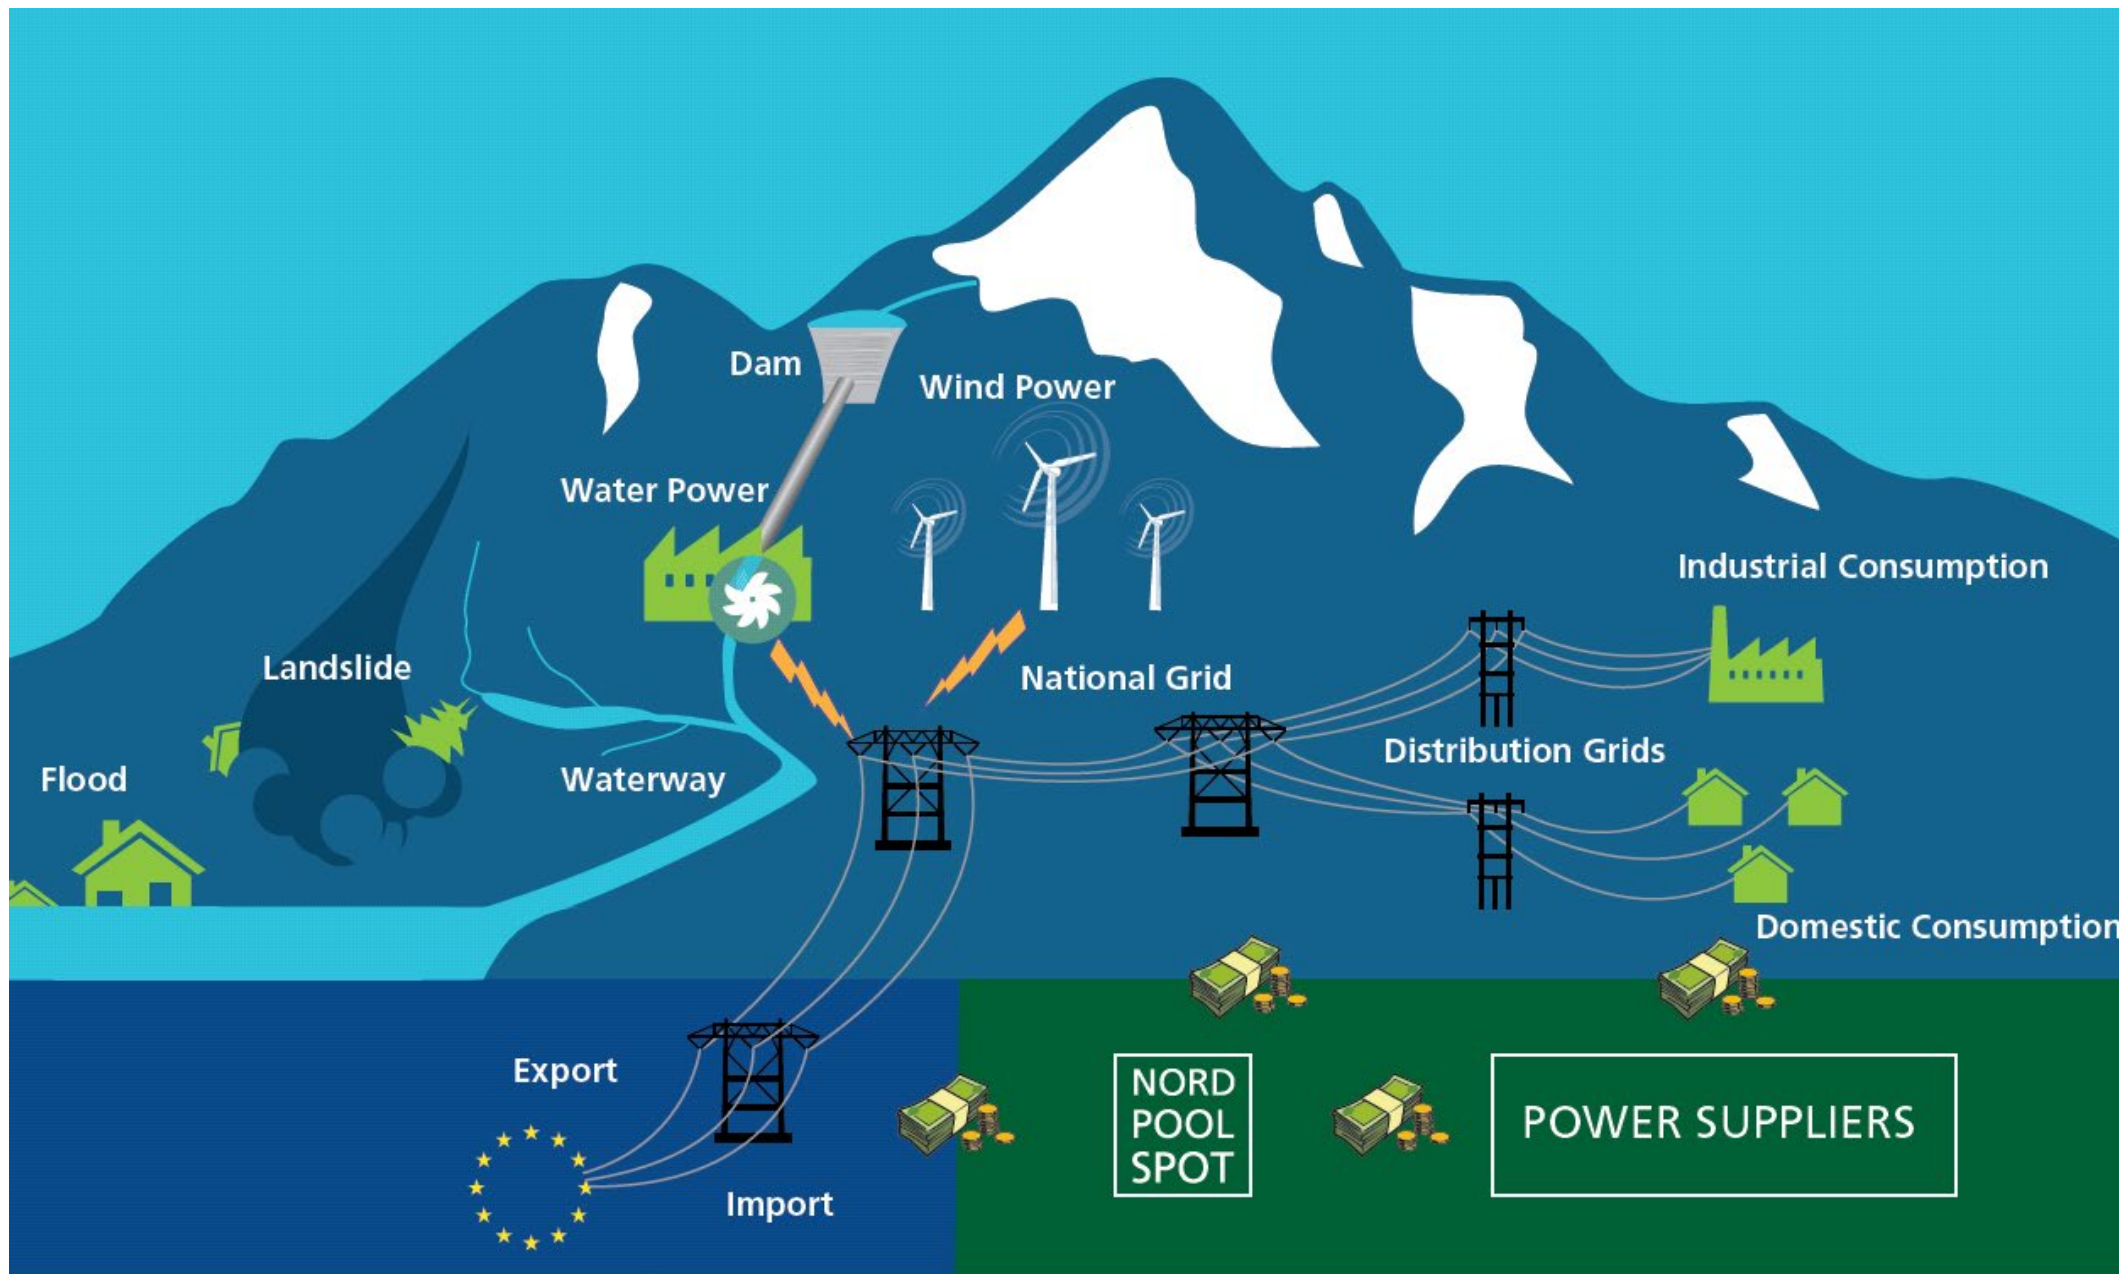 Dam
Wind Power
Water Power
Industrial Consumption
Landslide
National Grid
Distribution Grids
Flood
Waterway
Domestic Consumption
Export
Import
NORD
POOL
SPOT
POWER SUPPLIERS